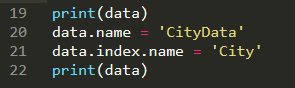 19 print(data)
20 data.name = 'CityData'
21 data.index.name = 'City'
22 print(data)